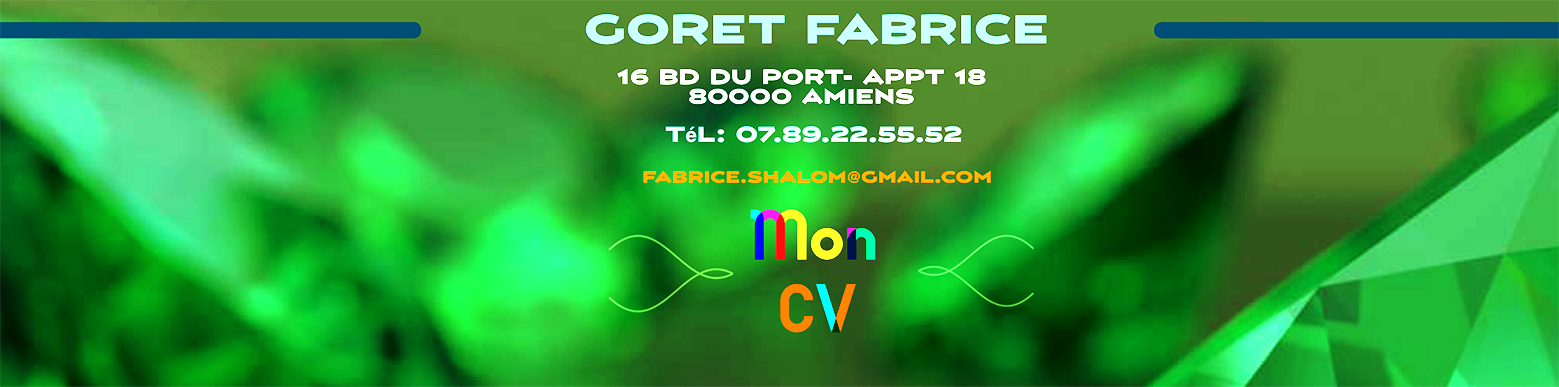 GORET FABRICE
16 BD DU PORT- APPT 18
80000 AMIENS
TéL: 07.89.22.55.52
FABRICE.SHALOM@GMAIL.COM
Mon
CV